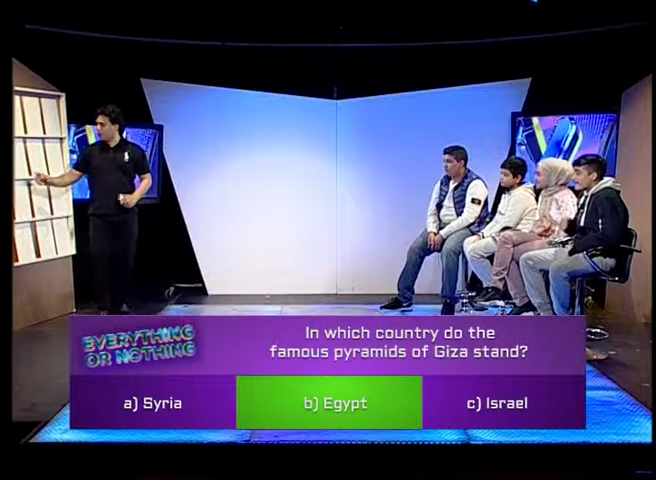 EVERYTHING
OR NOTHING
In which country do the
famous pyramids of Giza stand?
a) Syria
b) Egypt
c) Israel